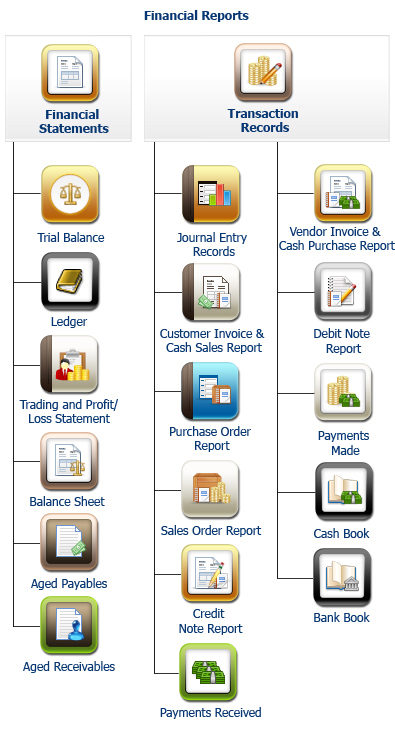 Financial Reports
Financial
Statements
Trial Balance
Ledger
Trading and Profit/
Loss Statement
Balance Sheet
Aged Payables
Aged Receivables
Transaction
Records
Journal Entry
Records
Customer Invoice &
Cash Sales Report
Purchase Order
Report
Sales Order Report
Credit
Note Report
Payments Received
Vendor Invoice &
Cash Purchase Report
Debit Note
Report
Payments
Made
Cash Book
Bank Book